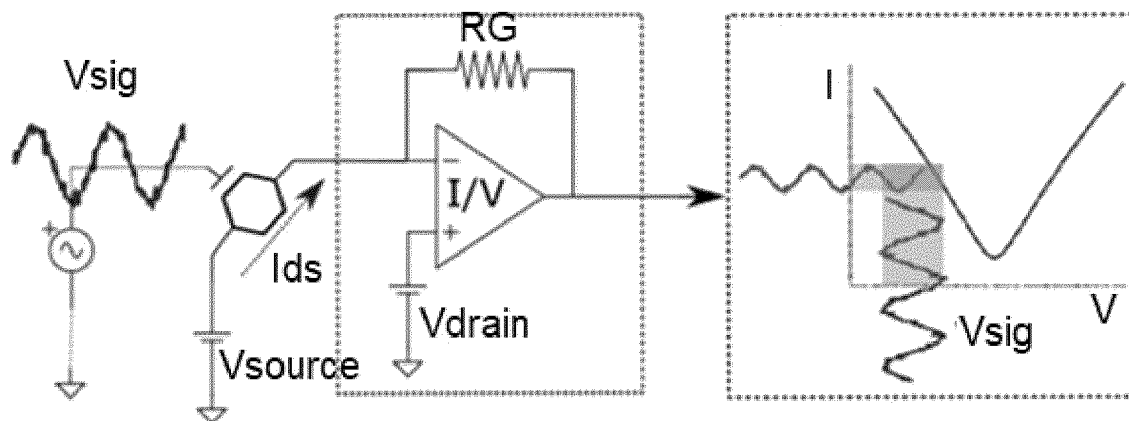 Vsig
+
Ids
Vsource
RG
−
I/V
+
Vdrain
I
V
Vsig